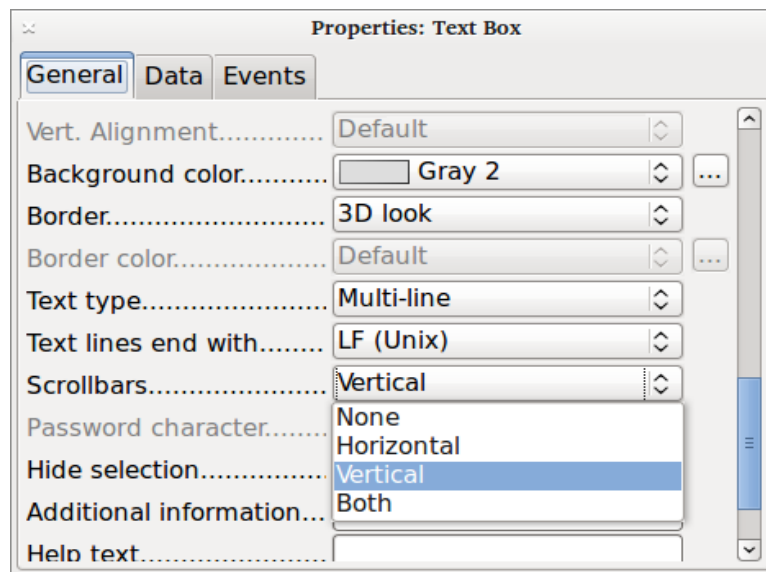 Properties: Text Box
General Data Events
Vert. Alignment............. Default
Background color........... Gray 2 ...
Border......................... 3D look
Border color.................. Default ...
Text type...................... Multi-line
Text lines end with........ LF (Unix)
Scrollbars..................... Vertical
Password character....... None
Horizontal
Hide selection............... Vertical
Additional information... Both
Help text......................